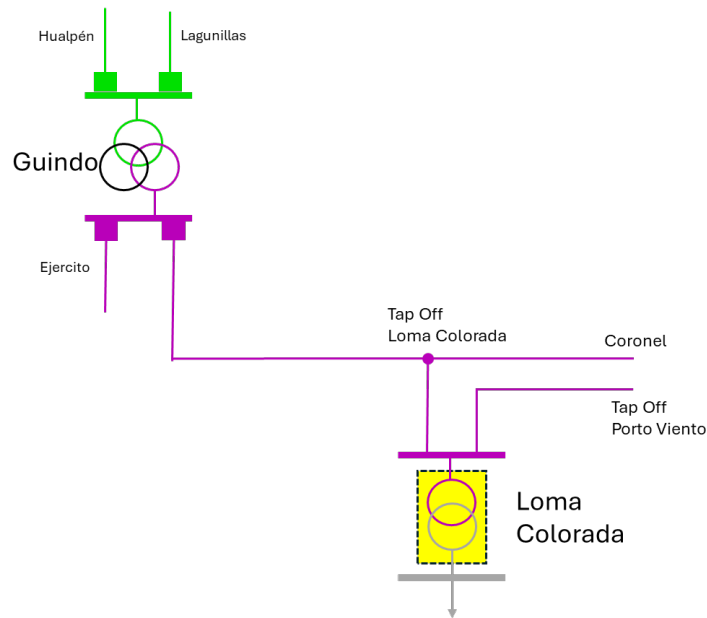 Hualpén
Lagunillas
Guindo
Ejercito
Tap Off
Loma Colorada
Coronel
Tap Off
Porto Viento
Loma
Colorada